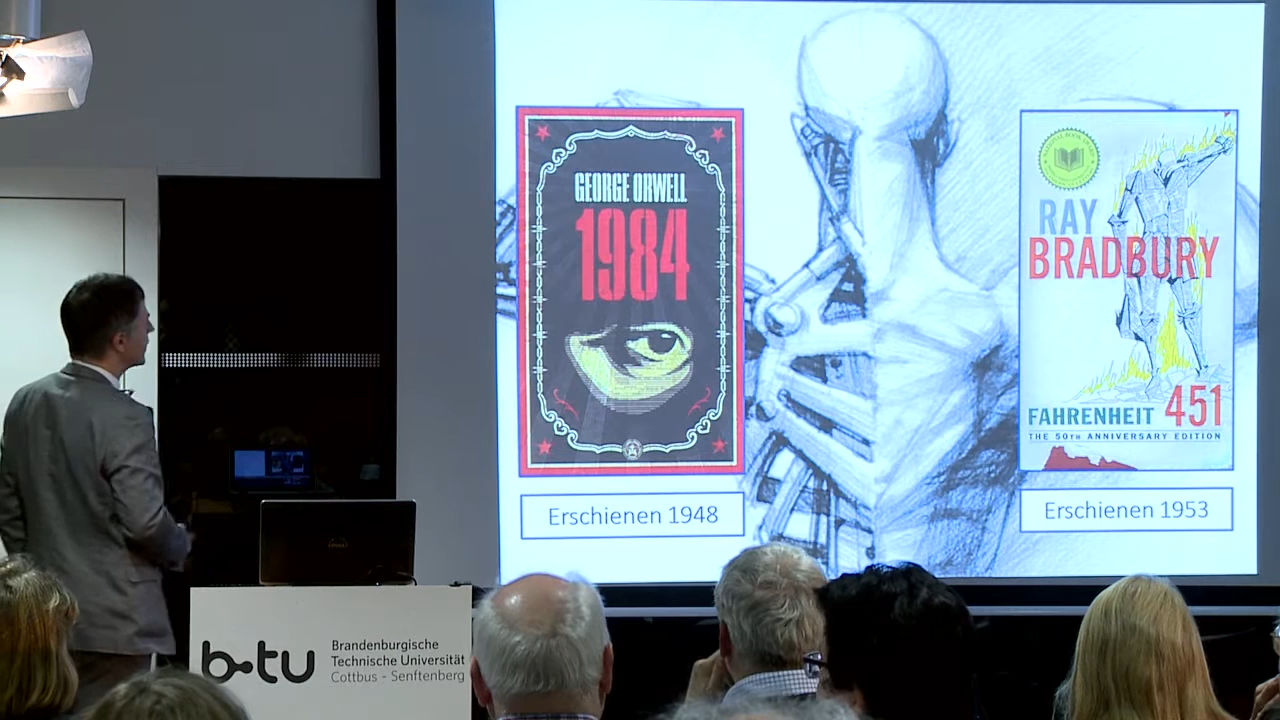 GEORGE ORWELL
1984
Erschienen 1948
RAY
BRADBURY
FAHRENHEIT 451
THE 50TH ANNIVERSARY EDITION
Erschienen 1953
b-tu
Brandenburgische
Technische Universität
Cottbus - Senftenberg